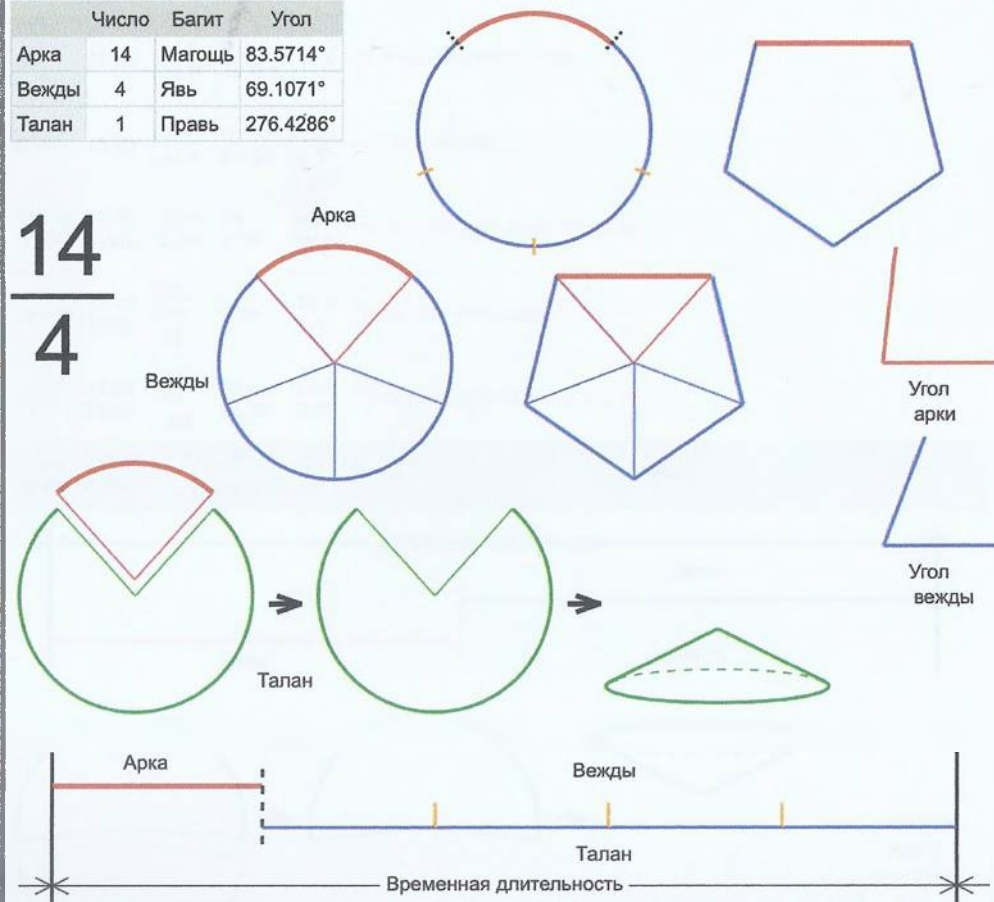 Число Багит Угол
Арка 14 Магощь 83.5714°
Вежды 4 Явь 69.1071°
Талан 1 Правь 276.4286°
14
4
Арка
Вежды
Угол
арки
Угол
вежды
Талан
Арка
Вежды
Талан
Временная длительность